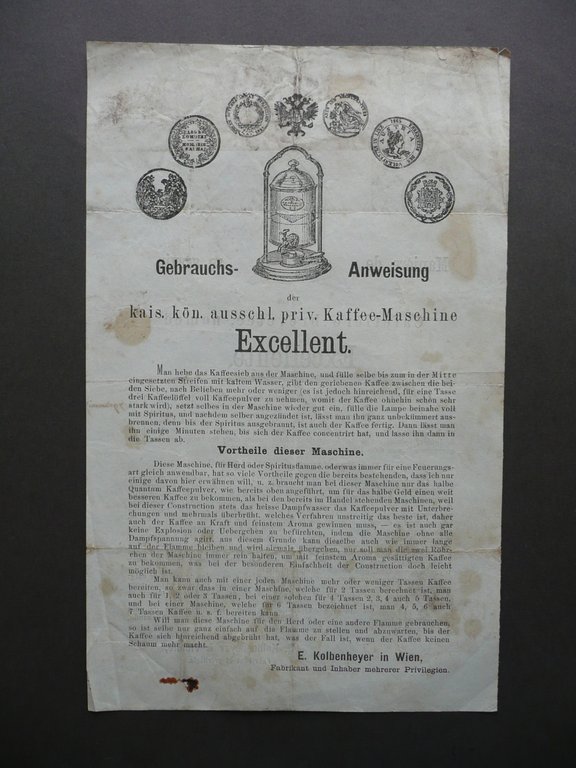 Gebrauchs- Anweisung
der
kais. kön. ausschl. priv. Kaffee-Maschine
Excellent.
Man hebe das Kaffeesieb aus der Maschine, und fülle selbe bis zum in der Mitte
eingesetzten Streifen mit kaltem Wasser, gibt den geriebenen Kaffee zwischen die bei-
den Siebe, nach Belieben mehr oder weniger (es ist jedoch hinreichend, für eine Tasse
drei Kaffeelöffel voll Kaffeepulver zu nehmen, womit der Kaffee ohnehin schön sehr
stark wird), setzt selbes in der Maschine wieder gut ein, fülle die Lampe beinahe voll
mit Spiritus, und nachdem selber angezündet ist, lässt man ihn ganz unbekümmert aus-
brennen, denn bis der Spiritus ausgebrannt, ist auch der Kaffee fertig. Dann lässt man
ihn einige Minuten stehen, bis sich der Kaffee concentrirt hat, und lasse ihn dann in
die Tassen ab.
Vortheile dieser Maschine.
Diese Maschine, für Herd oder Spiritusflamme, oder was immer für eine Feuerungs-
art gleich anwendbar, hat so viele Vortheile gegen die bereits bestehenden, dass ich nur
einige davon hier erwähnen will, u. z. braucht man bei dieser Maschine nur das halbe
Quantum Kaffeepulver, wie bereits oben angeführt, um für das halbe Geld einen weit
besseren Kaffee zu bekommen, als bei den bereits im Handel stehenden Maschinen, weil
bei dieser Construction stets das heisse Dampfwasser das Kaffeepulver mit Unterbre-
chungen und mehrmals überbrüht, welches Verfahren unstreitig das beste ist, daher
auch der Kaffee an Kraft und feinstem Aroma gewinnen muss, — es ist auch gar
keine Explosion oder Uebergehen zu befürchten, indem die Maschine ohne alle
Dampfspannung agirt, aus diesem Grunde kann dieselbe auch wie immer lange
auf der Flamme bleiben und wird niemals übergehen, nur soll man die zwei Röhr-
chen der Maschine immer rein halten, um mit feinstem Aroma gesättigten Kaffee
zu bekommen, was bei der besonderen Einfachheit der Construction doch leicht
möglich ist.
Man kann auch mit einer jeden Maschine mehr oder weniger Tassen Kaffee
bereiten, so zwar dass in einer Maschine, welche für 2 Tassen berechnet ist, man
auch für 1, 2 oder 3 Tassen, bei einer solchen für 4 Tassen 2, 3, 4 auch 5 Tassen,
und bei einer Maschine, welche für 6 Tassen bezeichnet ist, man 4, 5, 6 auch
7 Tassen Kaffee u. s. f. bereiten kann.
Will man diese Maschine für den Herd oder eine andere Flamme gebrauchen,
so ist selbe nur ganz einfach auf die Flamme zu stellen und abzuwarten, bis der
Kaffee sich hinreichend abgebrüht hat, was der Fall ist, wenn der Kaffee keinen
Schaum mehr macht.
E. Kolbenheyer in Wien,
Fabrikant und Inhaber mehrerer Privilegien.